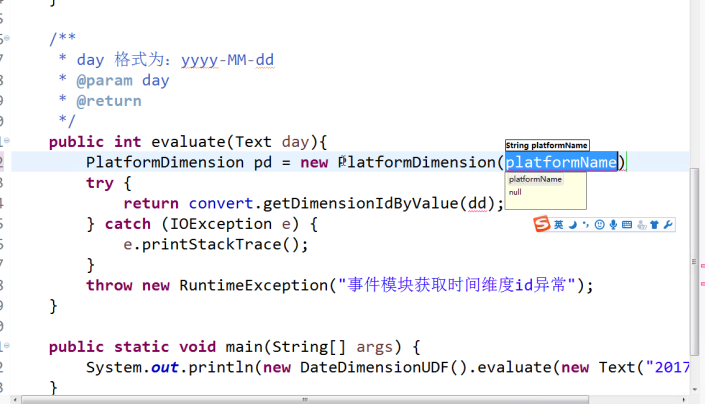 }
/**
* day 格式为：yyyy-MM-dd
* @param day
* @return
*/
public int evaluate(Text day){
String platformName
PlatformDimension pd = new PlatformDimension(platformName)
platformName
null
try {
return convert.getDimensionIdByValue(dd);
英
} catch (IOException e) {
e.printStackTrace();
}
throw new RuntimeException("事件模块获取时间维度id异常");
}
public static void main(String[] args) {
System.out.println(new DateDimensionUDF().evaluate(new Text("2017
}